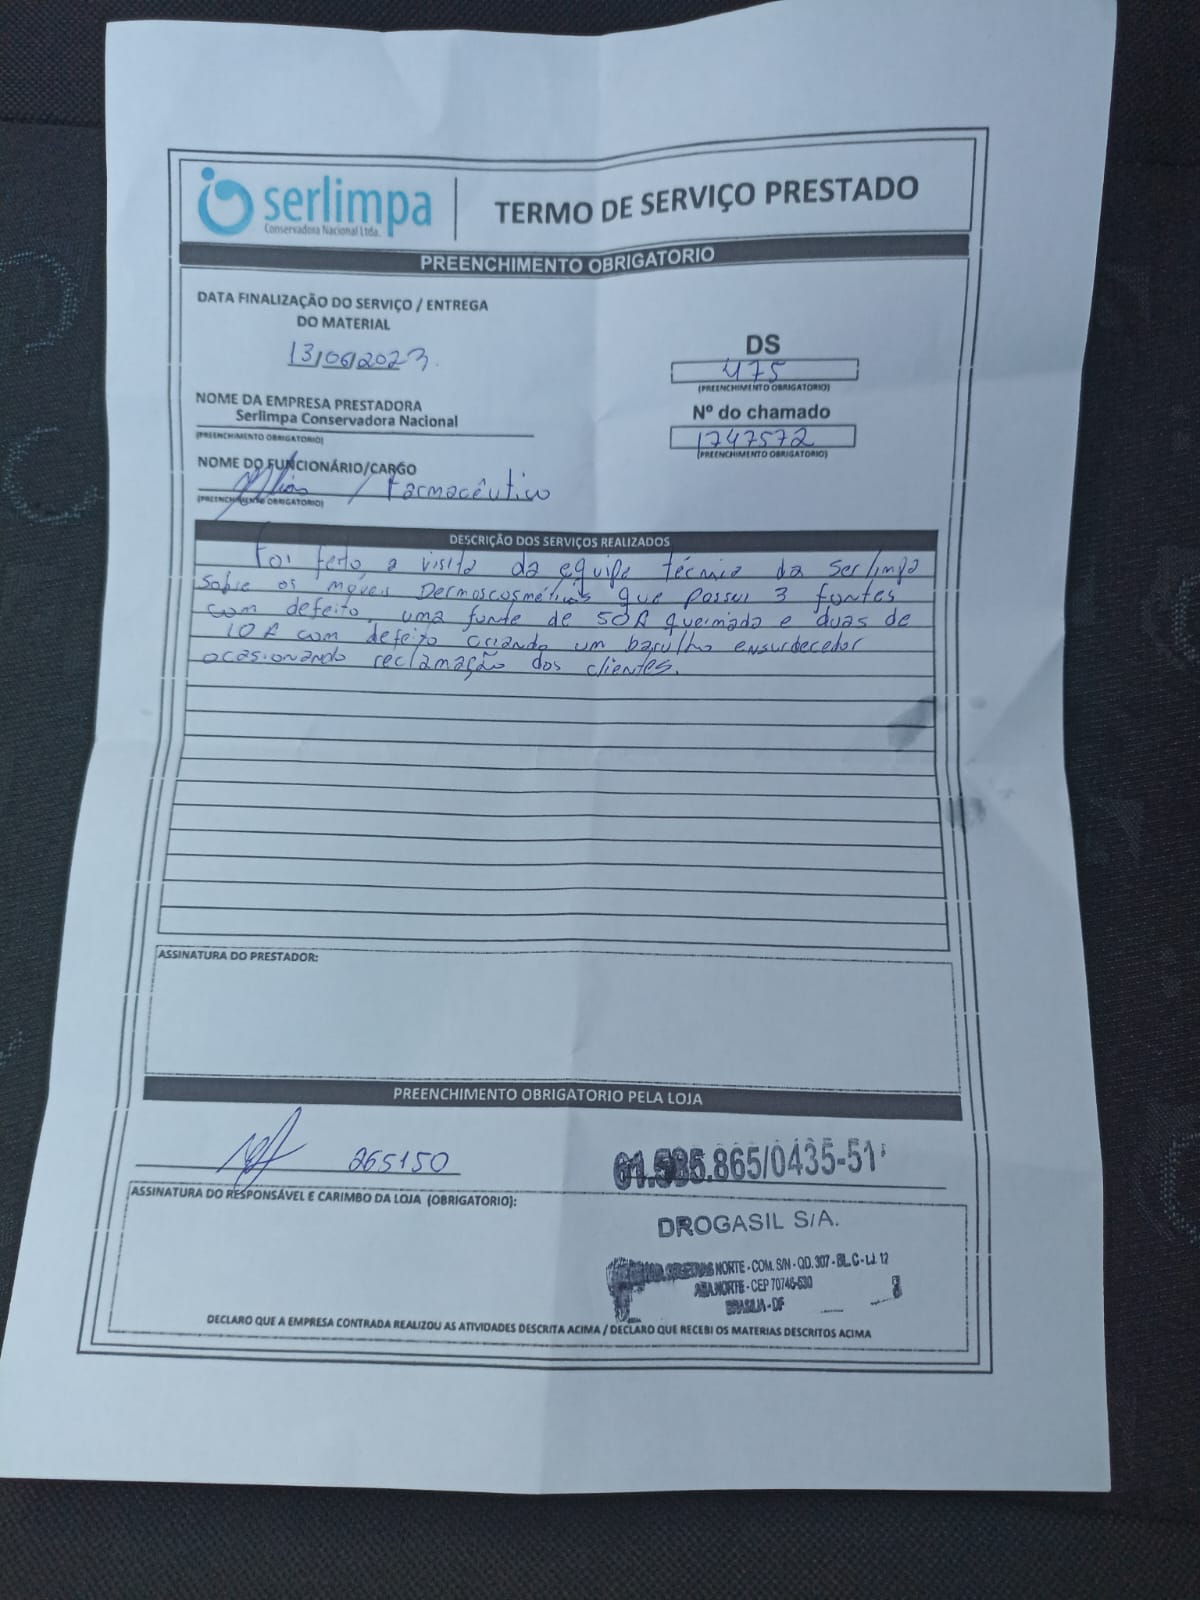 serlimpa
Conservadora Nacional Ltda.
TERMO DE SERVIÇO PRESTADO
PREENCHIMENTO OBRIGATORIO
DATA FINALIZAÇÃO DO SERVIÇO / ENTREGA
DO MATERIAL
13/06/2023.
DS
475
(PREENCHIMENTO OBRIGATORIO)
NOME DA EMPRESA PRESTADORA
Serlimpa Conservadora Nacional
(PREENCHIMENTO OBRIGATORIO)
Nº do chamado
1747572
(PREENCHIMENTO OBRIGATORIO)
NOME DO FUNCIONÁRIO/CARGO
/ Farmacêutico
(PREENCHIMENTO OBRIGATORIO)
DESCRIÇÃO DOS SERVIÇOS REALIZADOS
Foi feito, a visita da equipe técnia da Serlimpa
sobre os móveis Dermoscosméticos que possui 3 fontes
com defeito, uma fonte de 50A queimada e duas de
10A com defeito criando um barulho ensurdecedor
ocasionando reclamação dos clientes.
ASSINATURA DO PRESTADOR:
PREENCHIMENTO OBRIGATORIO PELA LOJA
265150
61.585.865/0435-51
ASSINATURA DO RESPONSÁVEL E CARIMBO DA LOJA (OBRIGATORIO):
DROGASIL S/A.
NORTE - COM. S/N - QD. 307 - BL. C - LJ. 12
ASA NORTE - CEP 70746-530
BRASILIA - DF
DECLARO QUE A EMPRESA CONTRADA REALIZOU AS ATIVIDADES DESCRITA ACIMA / DECLARO QUE RECEBI OS MATERIAS DESCRITOS ACIMA